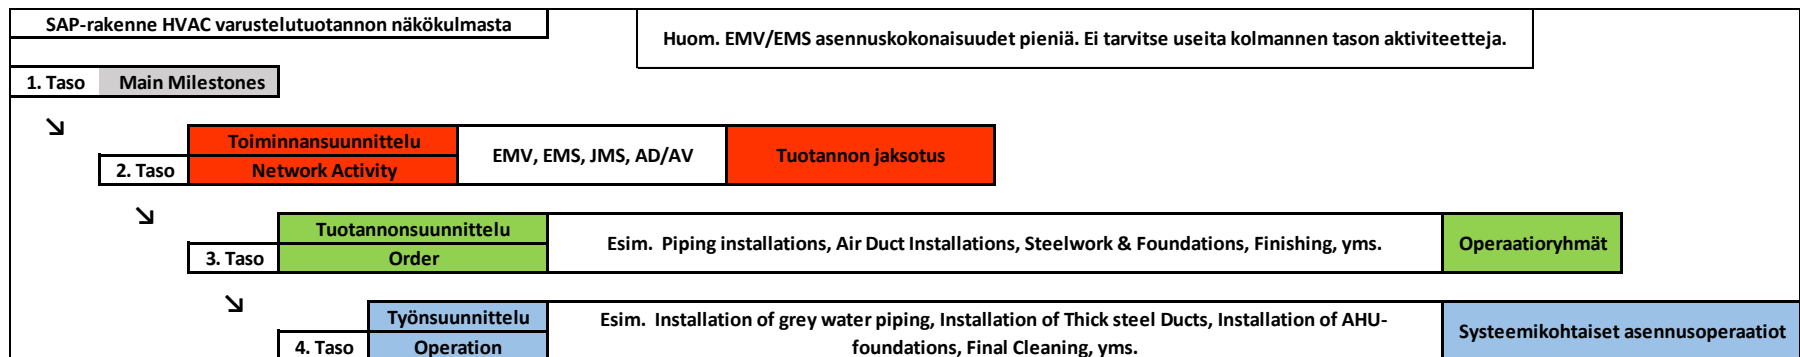 SAP-rakenne HVAC varustelutuotannon näkökulmasta
Huom. EMV/EMS asennuskokonaisuudet pieniä. Ei tarvitse useita kolmannen tason aktiviteetteja.
1. Taso Main Milestones
Toiminnansuunnittelu
EMV, EMS, JMS, AD/AV Tuotannon jaksotus
2. Taso Network Activity
Tuotannonsuunnittelu
Esim. Piping installations, Air Duct Installations, Steelwork & Foundations, Finishing, yms. Operaatioryhmät
3. Taso Order
Työnsuunnittelu
Esim. Installation of grey water piping, Installation of Thick steel Ducts, Installation of AHU-
foundations, Final Cleaning, yms.
Systeemikohtaiset asennusoperaatiot
4. Taso Operation